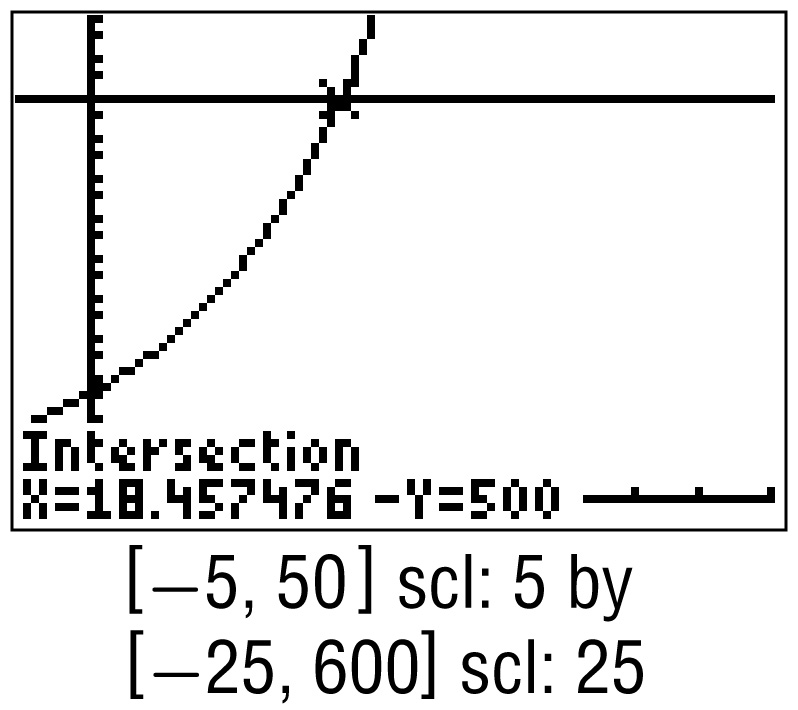 Intersection
X=18.457476 -Y=500
[–5, 50] scl: 5 by
[–25, 600] scl: 25